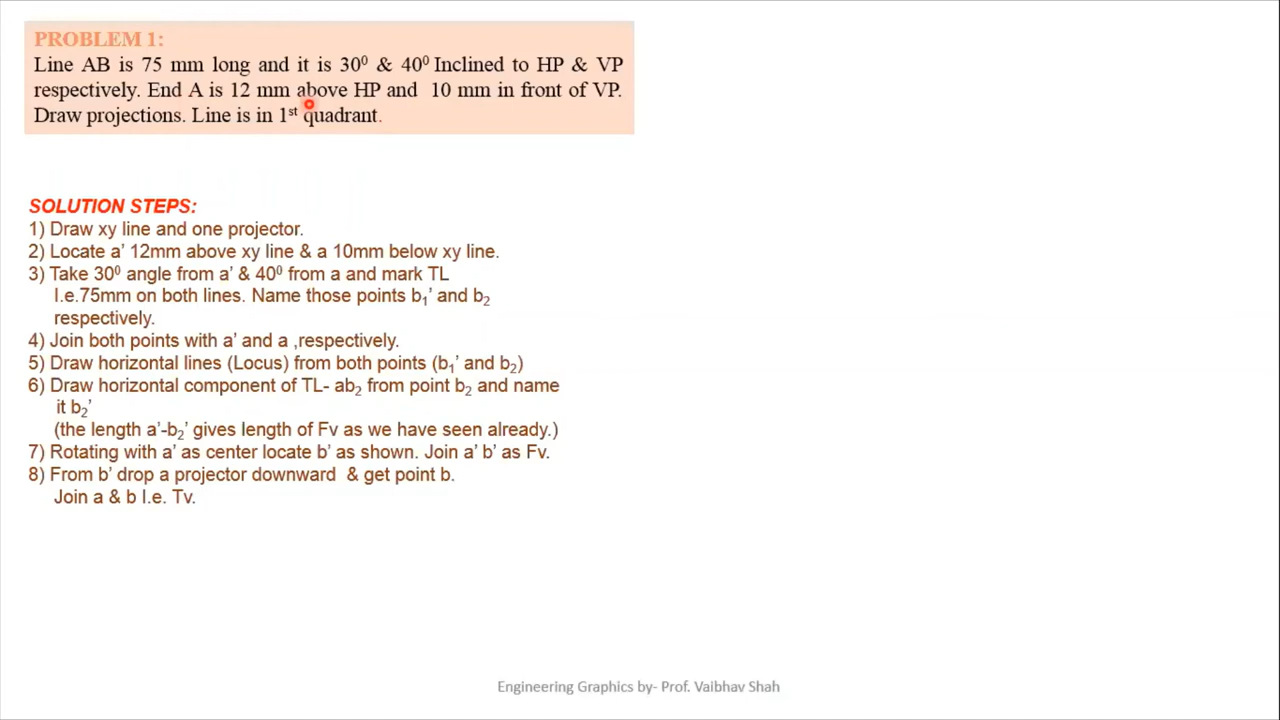 PROBLEM 1:
Line AB is 75 mm long and it is 30⁰ & 40⁰ Inclined to HP & VP
respectively. End A is 12 mm above HP and 10 mm in front of VP.
Draw projections. Line is in 1ˢᵗ quadrant.
SOLUTION STEPS:
1) Draw xy line and one projector.
2) Locate a’ 12mm above xy line & a 10mm below xy line.
3) Take 30⁰ angle from a’ & 40⁰ from a and mark TL
I.e.75mm on both lines. Name those points b₁’ and b₂
respectively.
4) Join both points with a’ and a ,respectively.
5) Draw horizontal lines (Locus) from both points (b₁’ and b₂)
6) Draw horizontal component of TL- ab₂ from point b₂ and name
it b₂’
(the length a’-b₂’ gives length of Fv as we have seen already.)
7) Rotating with a’ as center locate b’ as shown. Join a’ b’ as Fv.
8) From b’ drop a projector downward & get point b.
Join a & b I.e. Tv.
Engineering Graphics by- Prof. Vaibhav Shah